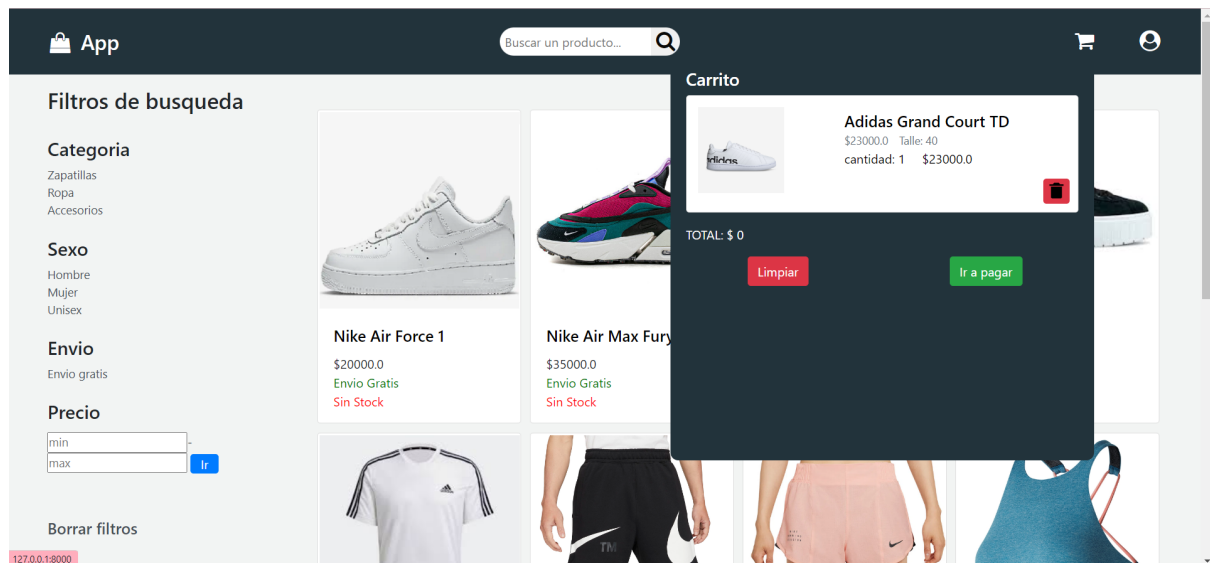 App
Buscar un producto...
Filtros de busqueda
Categoria
Zapatillas
Ropa
Accesorios
Sexo
Hombre
Mujer
Unisex
Envio
Envio gratis
Precio
min
-
max
Ir
Borrar filtros
127.0.0.1:8000
Nike Air Force 1
$20000.0
Envio Gratis
Sin Stock
Nike Air Max Fury
$35000.0
Envio Gratis
Sin Stock
Carrito
adidas
Adidas Grand Court TD
$23000.0 Talle: 40
cantidad: 1 $23000.0
TOTAL: $ 0
Limpiar
Ir a pagar
TM